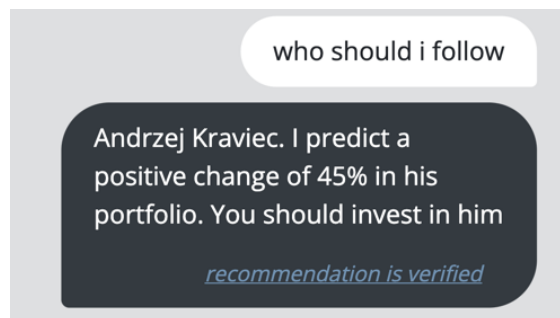 who should i follow
Andrzej Kraviec. I predict a
positive change of 45% in his
portfolio. You should invest in him
recommendation is verified